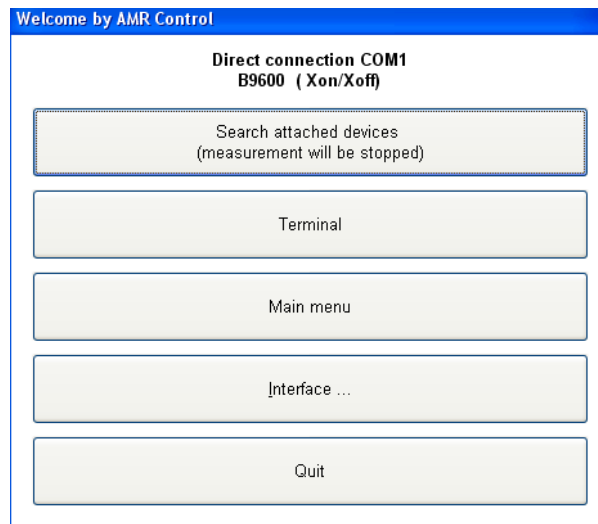 Welcome by AMR Control
Direct connection COM1
B9600 ( Xon/Xoff)
Search attached devices
(measurement will be stopped)
Terminal
Main menu
Interface ...
Quit